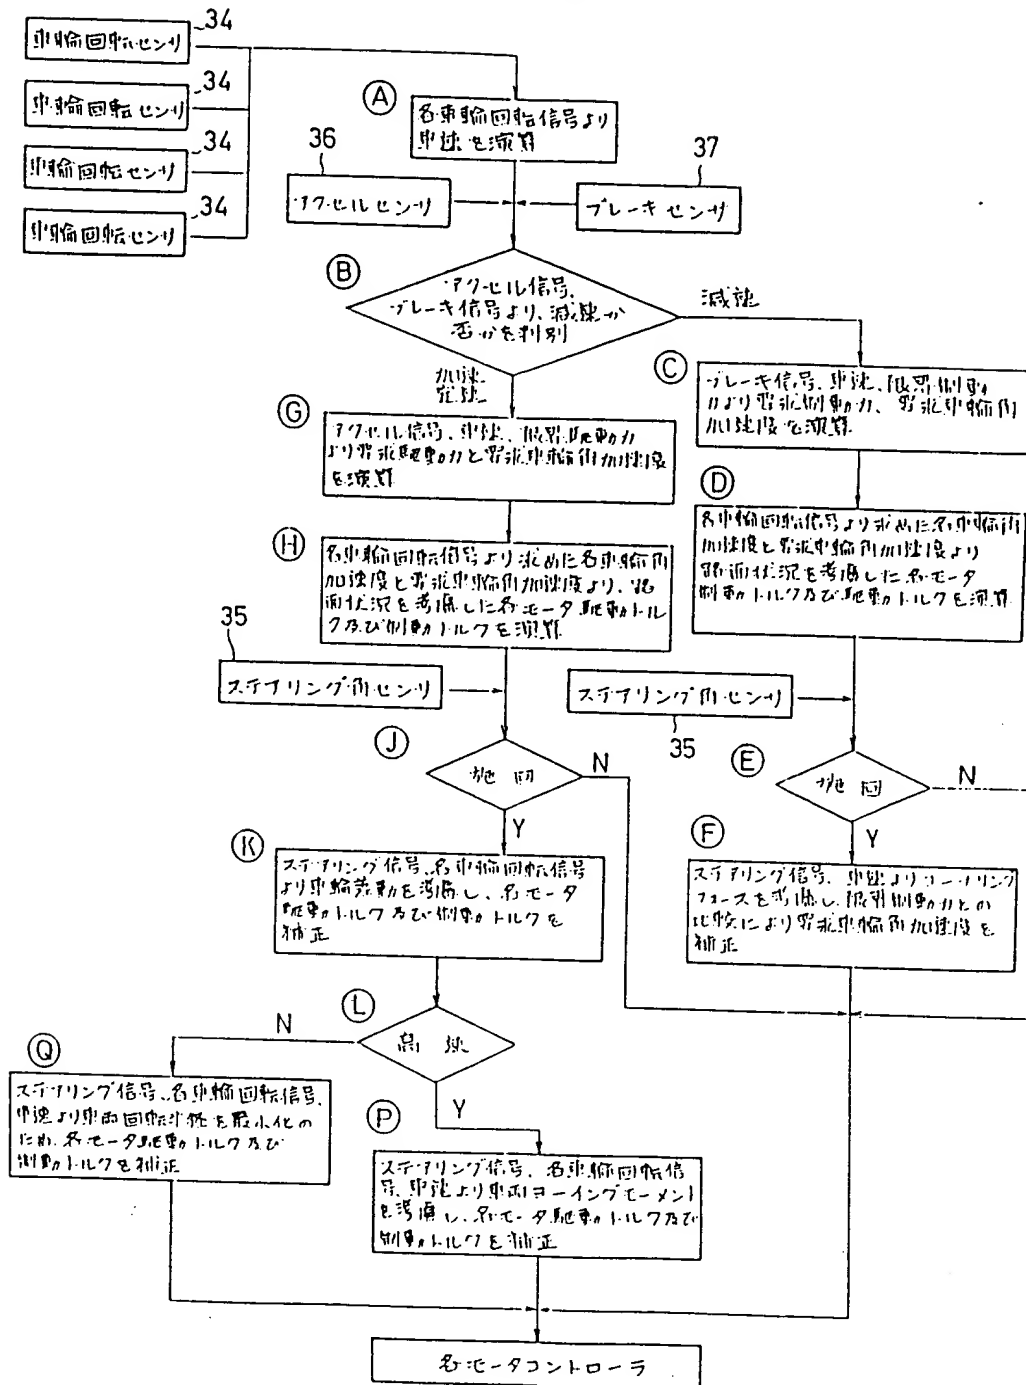 車輪回転センサ 34
車輪回転センサ 34
車輪回転センサ 34
車輪回転センサ 34
Ⓐ
各車輪回転信号より
車速を演算
36
アクセルセンサ
37
ブレーキセンサ
Ⓑ
アクセル信号、
ブレーキ信号より、減速か
否かを判別
減速
加速
定速
Ⓒ
ブレーキ信号、車速、限界制動
力より要求制動力、要求車輪角
加速度を演算
Ⓖ
アクセル信号、車速、限界駆動力
より要求駆動力と要求車輪角加速度
を演算
Ⓓ
各車輪回転信号より求めた各車輪角
加速度と要求車輪角加速度より
路面状況を考慮した各モータ
制動トルク及び駆動トルクを演算
Ⓗ
各車輪回転信号より求めた各車輪角
加速度と要求車輪角加速度より、路
面状況を考慮した各モータ駆動トル
ク及び制動トルクを演算
35
ステアリング角センサ
ステアリング角センサ
35
Ⓙ
旋回
N
Y
Ⓔ
旋回
N
Y
Ⓚ
ステアリング信号、各車輪回転信号
より車輪差動を考慮し、各モータ
駆動トルク及び制動トルクを
補正
Ⓕ
ステアリング信号、車速よりコーナリング
フォースを考慮し、限界制動力との
比較により要求車輪角加速度を
補正
Ⓛ
高速
N
Y
Ⓠ
ステアリング信号、各車輪回転信号、
車速より車両回転半径を最小化の
ため、各モータ駆動トルク及び
制動トルクを補正
Ⓟ
ステアリング信号、各車輪回転信
号、車速より車両ヨーイングモーメント
を考慮し、各モータ駆動トルク及び
制動トルクを補正
各モータコントローラ